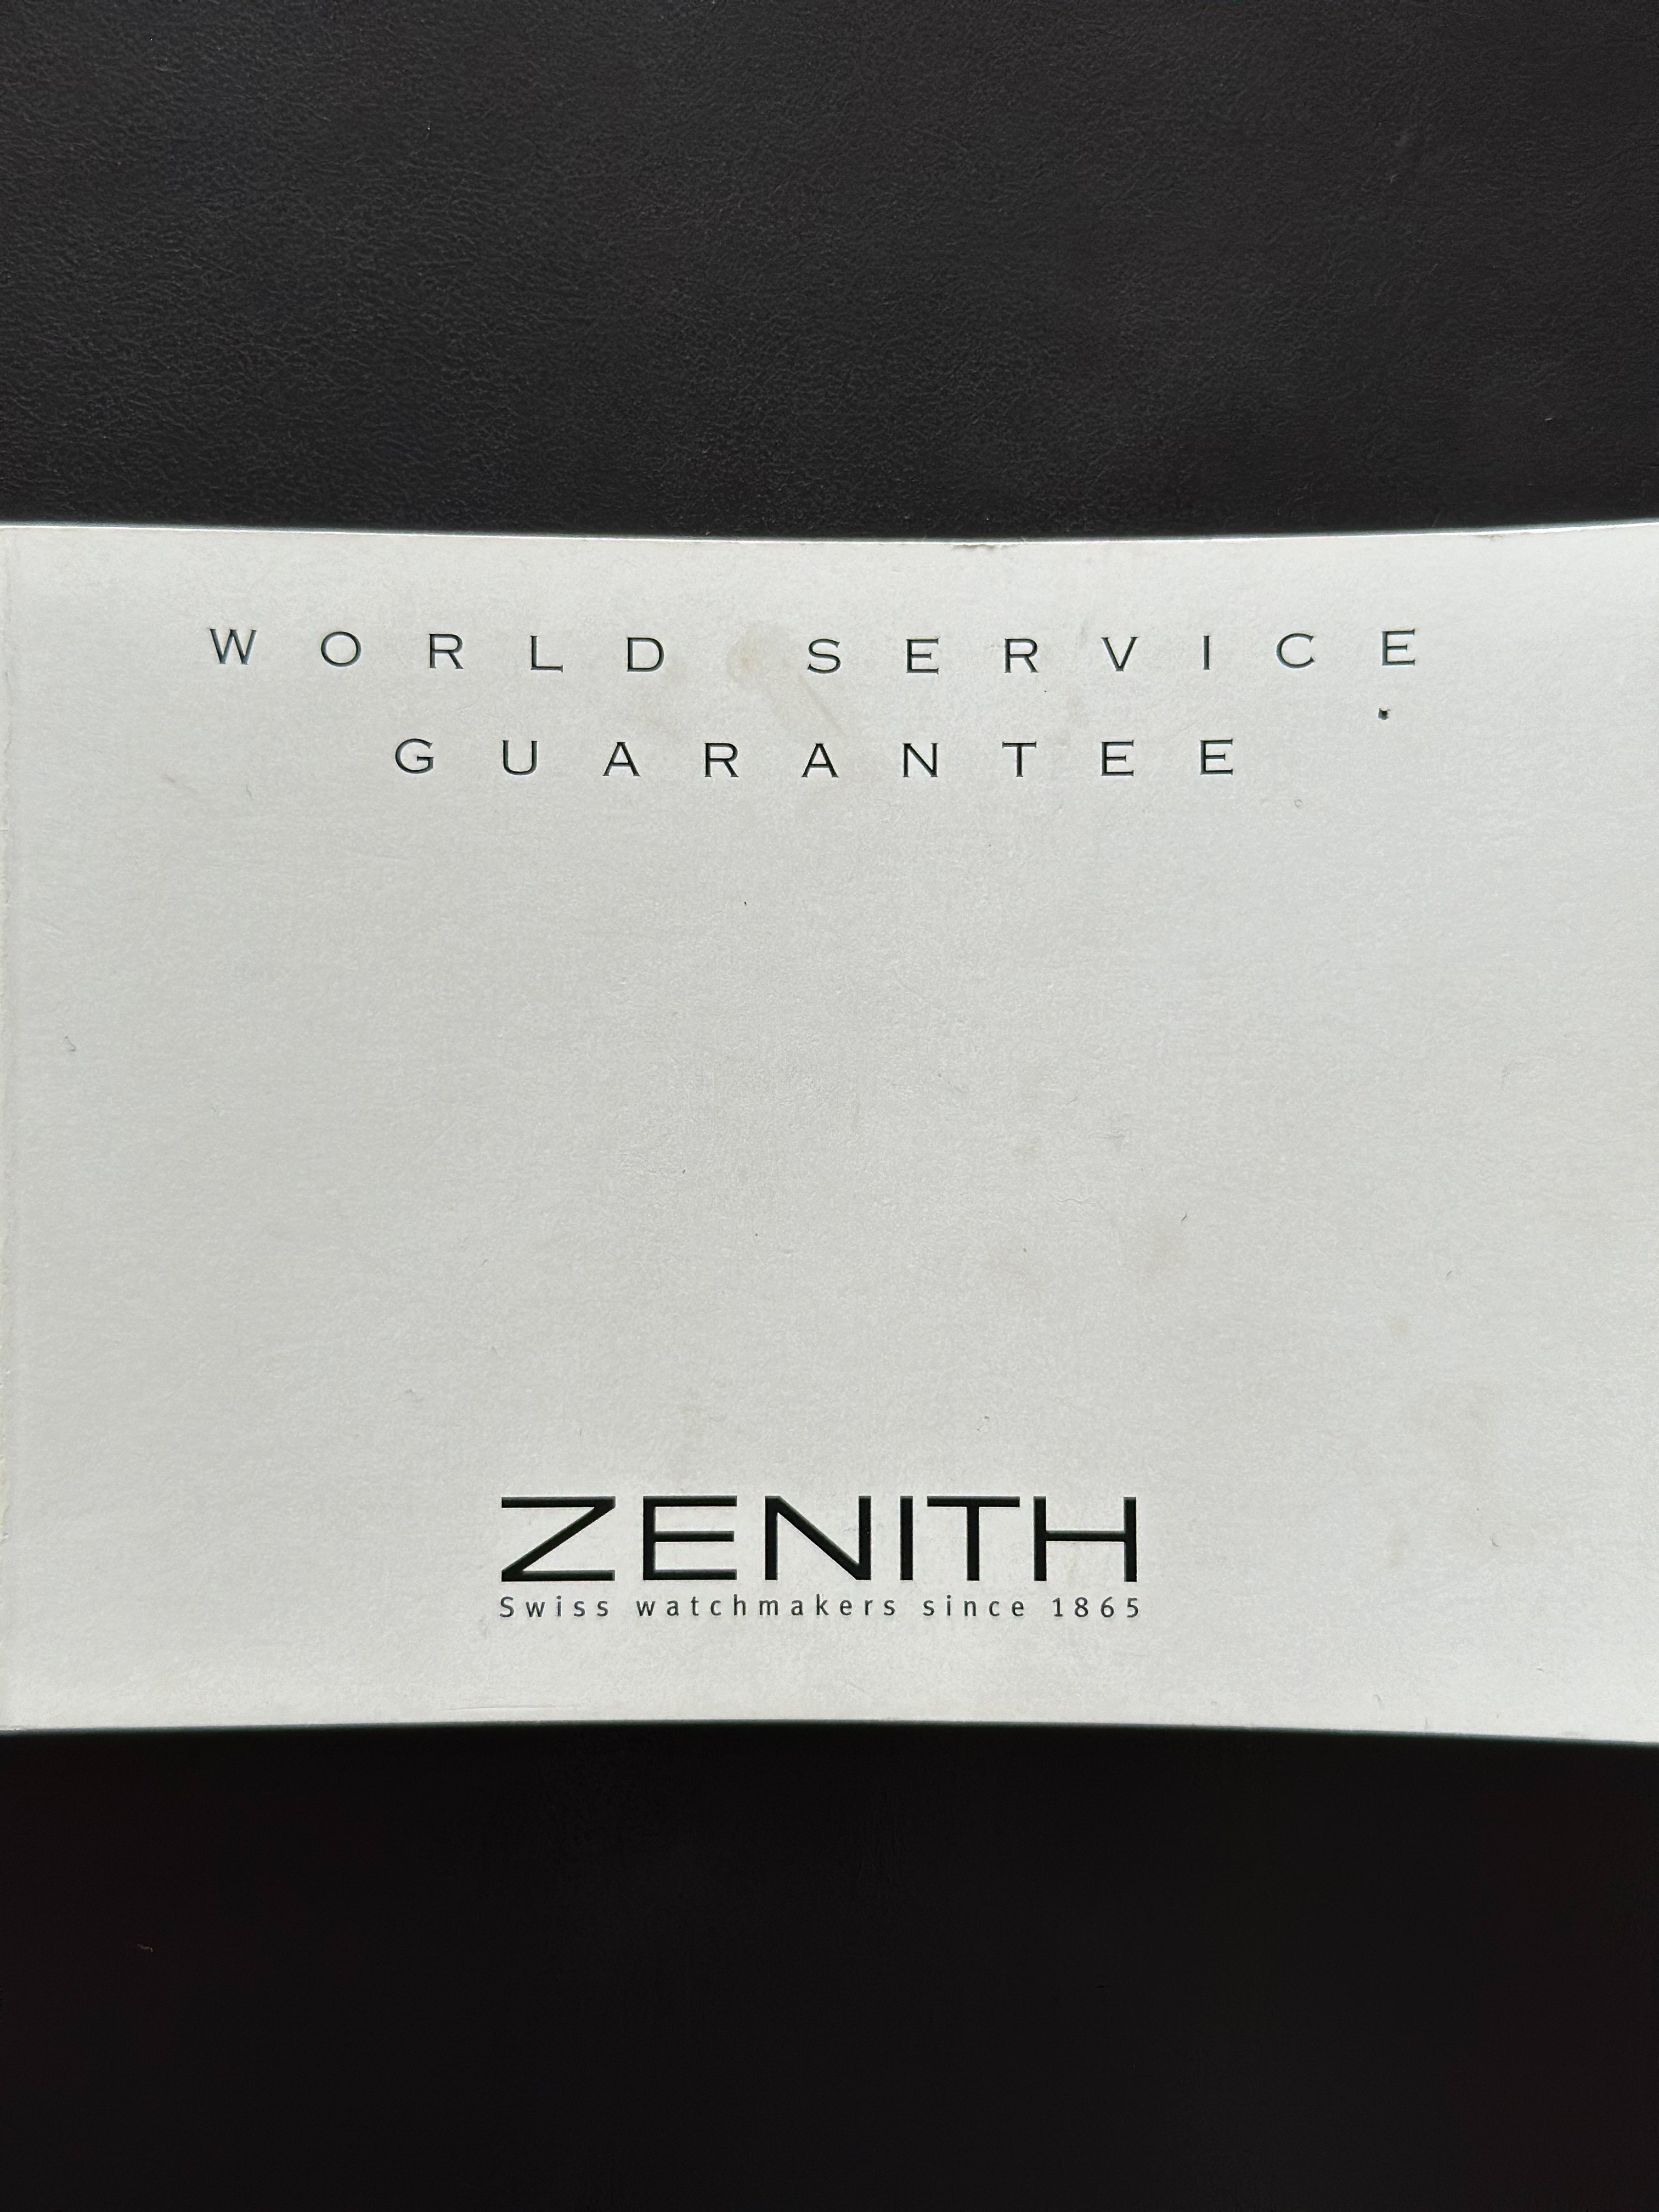 WORLD SERVICE
GUARANTEE
ZENITH
Swiss watchmakers since 1865